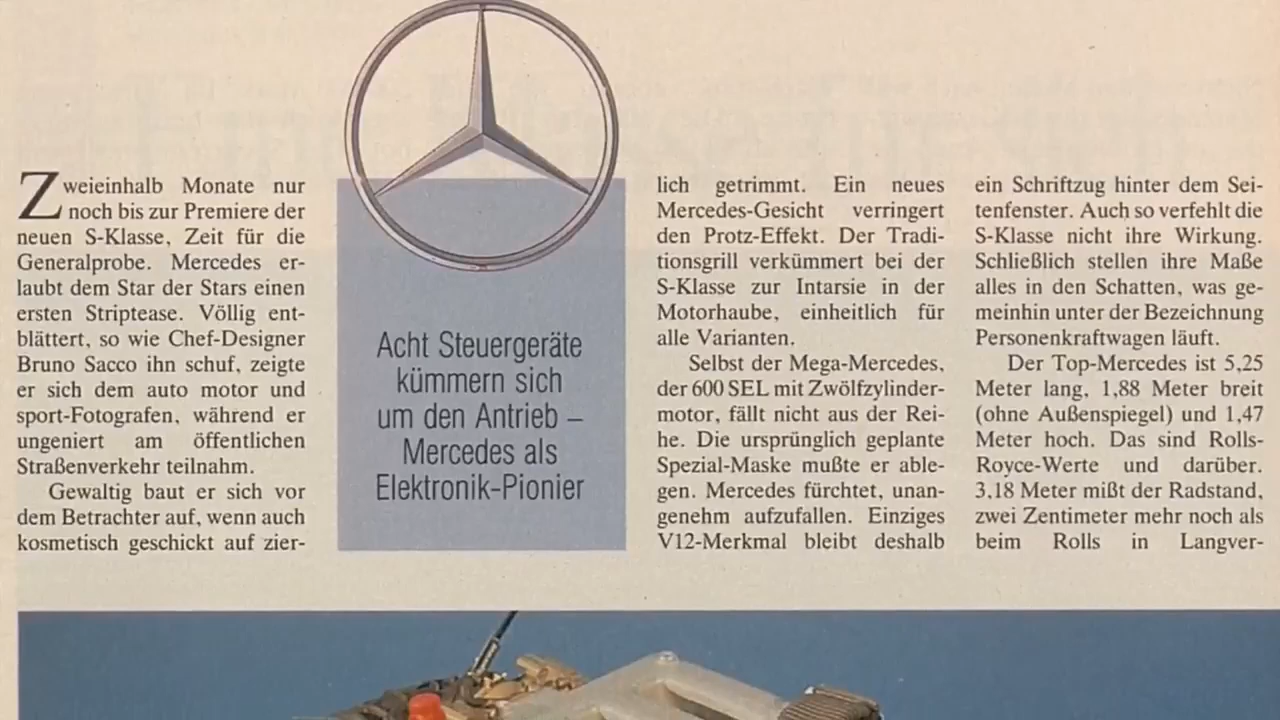 Zweieinhalb Monate nur
noch bis zur Premiere der
neuen S-Klasse, Zeit für die
Generalprobe. Mercedes er-
laubt dem Star der Stars einen
ersten Striptease. Völlig ent-
blättert, so wie Chef-Designer
Bruno Sacco ihn schuf, zeigte
er sich dem auto motor und
sport-Fotografen, während er
ungeniert am öffentlichen
Straßenverkehr teilnahm.
Gewaltig baut er sich vor
dem Betrachter auf, wenn auch
kosmetisch geschickt auf zier-
Acht Steuergeräte
kümmern sich
um den Antrieb –
Mercedes als
Elektronik-Pionier
lich getrimmt. Ein neues
Mercedes-Gesicht verringert
den Protz-Effekt. Der Tradi-
tionsgrill verkümmert bei der
S-Klasse zur Intarsie in der
Motorhaube, einheitlich für
alle Varianten.
Selbst der Mega-Mercedes,
der 600 SEL mit Zwölfzylinder-
motor, fällt nicht aus der Rei-
he. Die ursprünglich geplante
Spezial-Maske mußte er able-
gen. Mercedes fürchtet, unan-
genehm aufzufallen. Einziges
V12-Merkmal bleibt deshalb
ein Schriftzug hinter dem Sei-
tenfenster. Auch so verfehlt die
S-Klasse nicht ihre Wirkung.
Schließlich stellen ihre Maße
alles in den Schatten, was ge-
meinhin unter der Bezeichnung
Personenkraftwagen läuft.
Der Top-Mercedes ist 5,25
Meter lang, 1,88 Meter breit
(ohne Außenspiegel) und 1,47
Meter hoch. Das sind Rolls-
Royce-Werte und darüber.
3,18 Meter mißt der Radstand,
zwei Zentimeter mehr noch als
beim Rolls in Langver-